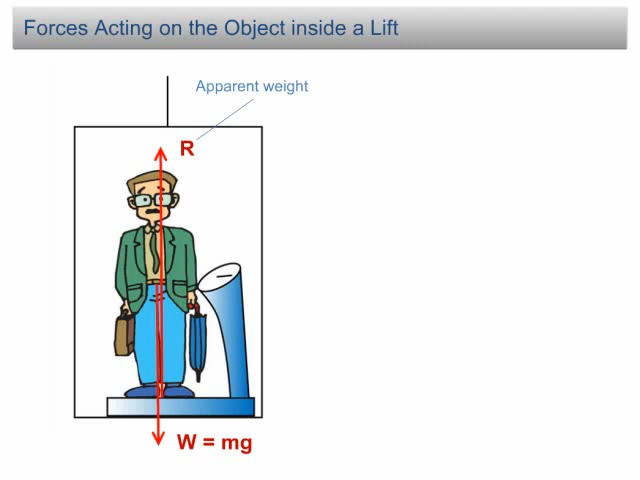 Forces Acting on the Object inside a Lift
Apparent weight
R
W = mg